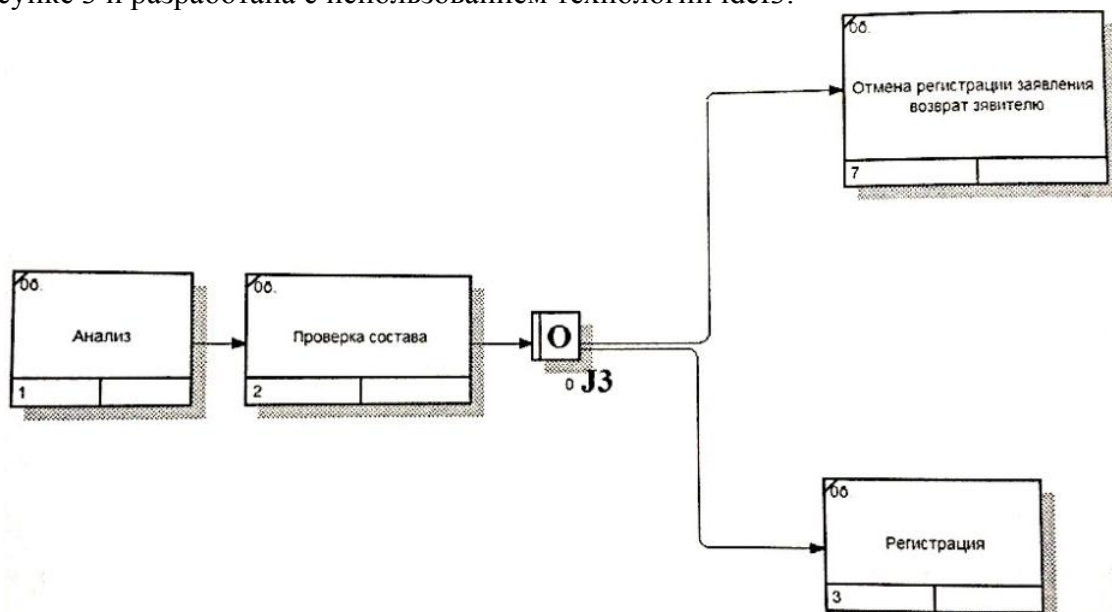 сунке 3 и разработана с использованием технологии idef3.
0б.
Отмена регистрации заявления
возврат зявителю
7
0б.
Анализ
1
0б.
Проверка состава
2
O
0 J3
0б
Регистрация
3